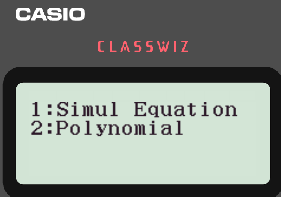 CASIO
CLASSWIZ
1:Simul Equation
2:Polynomial